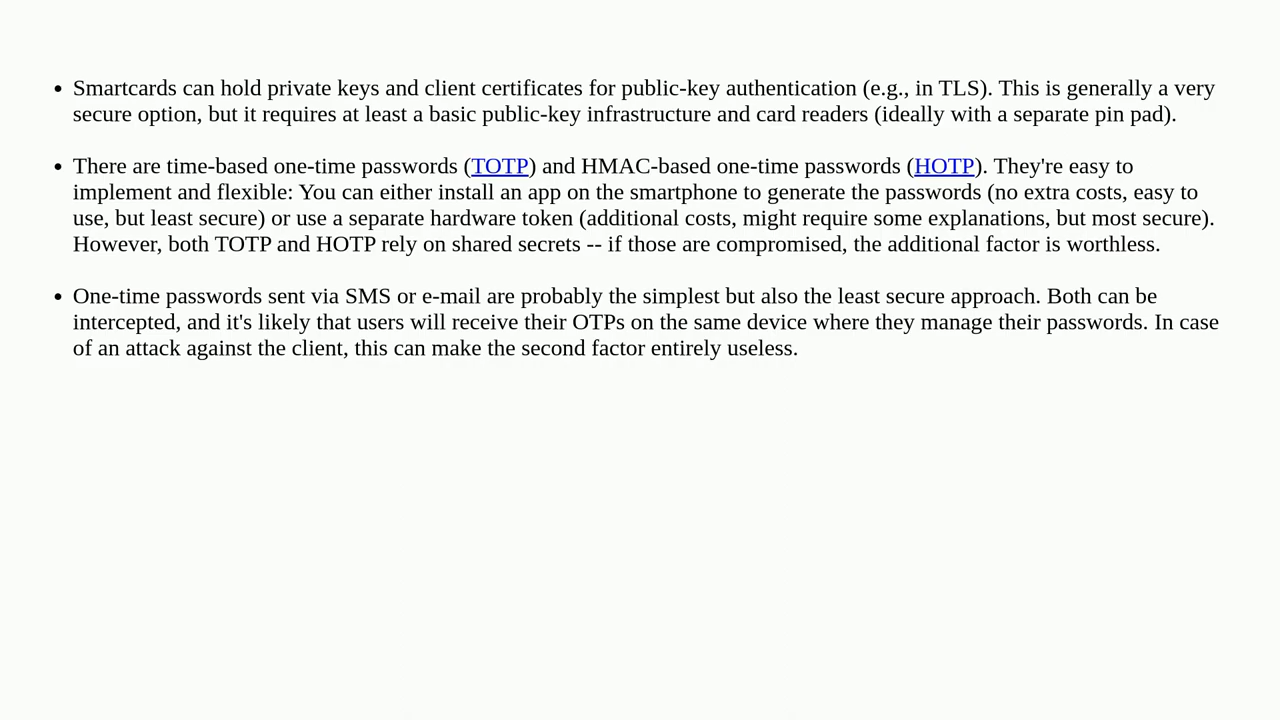 • Smartcards can hold private keys and client certificates for public-key authentication (e.g., in TLS). This is generally a very
secure option, but it requires at least a basic public-key infrastructure and card readers (ideally with a separate pin pad).
• There are time-based one-time passwords (TOTP) and HMAC-based one-time passwords (HOTP). They're easy to
implement and flexible: You can either install an app on the smartphone to generate the passwords (no extra costs, easy to
use, but least secure) or use a separate hardware token (additional costs, might require some explanations, but most secure).
However, both TOTP and HOTP rely on shared secrets -- if those are compromised, the additional factor is worthless.
• One-time passwords sent via SMS or e-mail are probably the simplest but also the least secure approach. Both can be
intercepted, and it's likely that users will receive their OTPs on the same device where they manage their passwords. In case
of an attack against the client, this can make the second factor entirely useless.